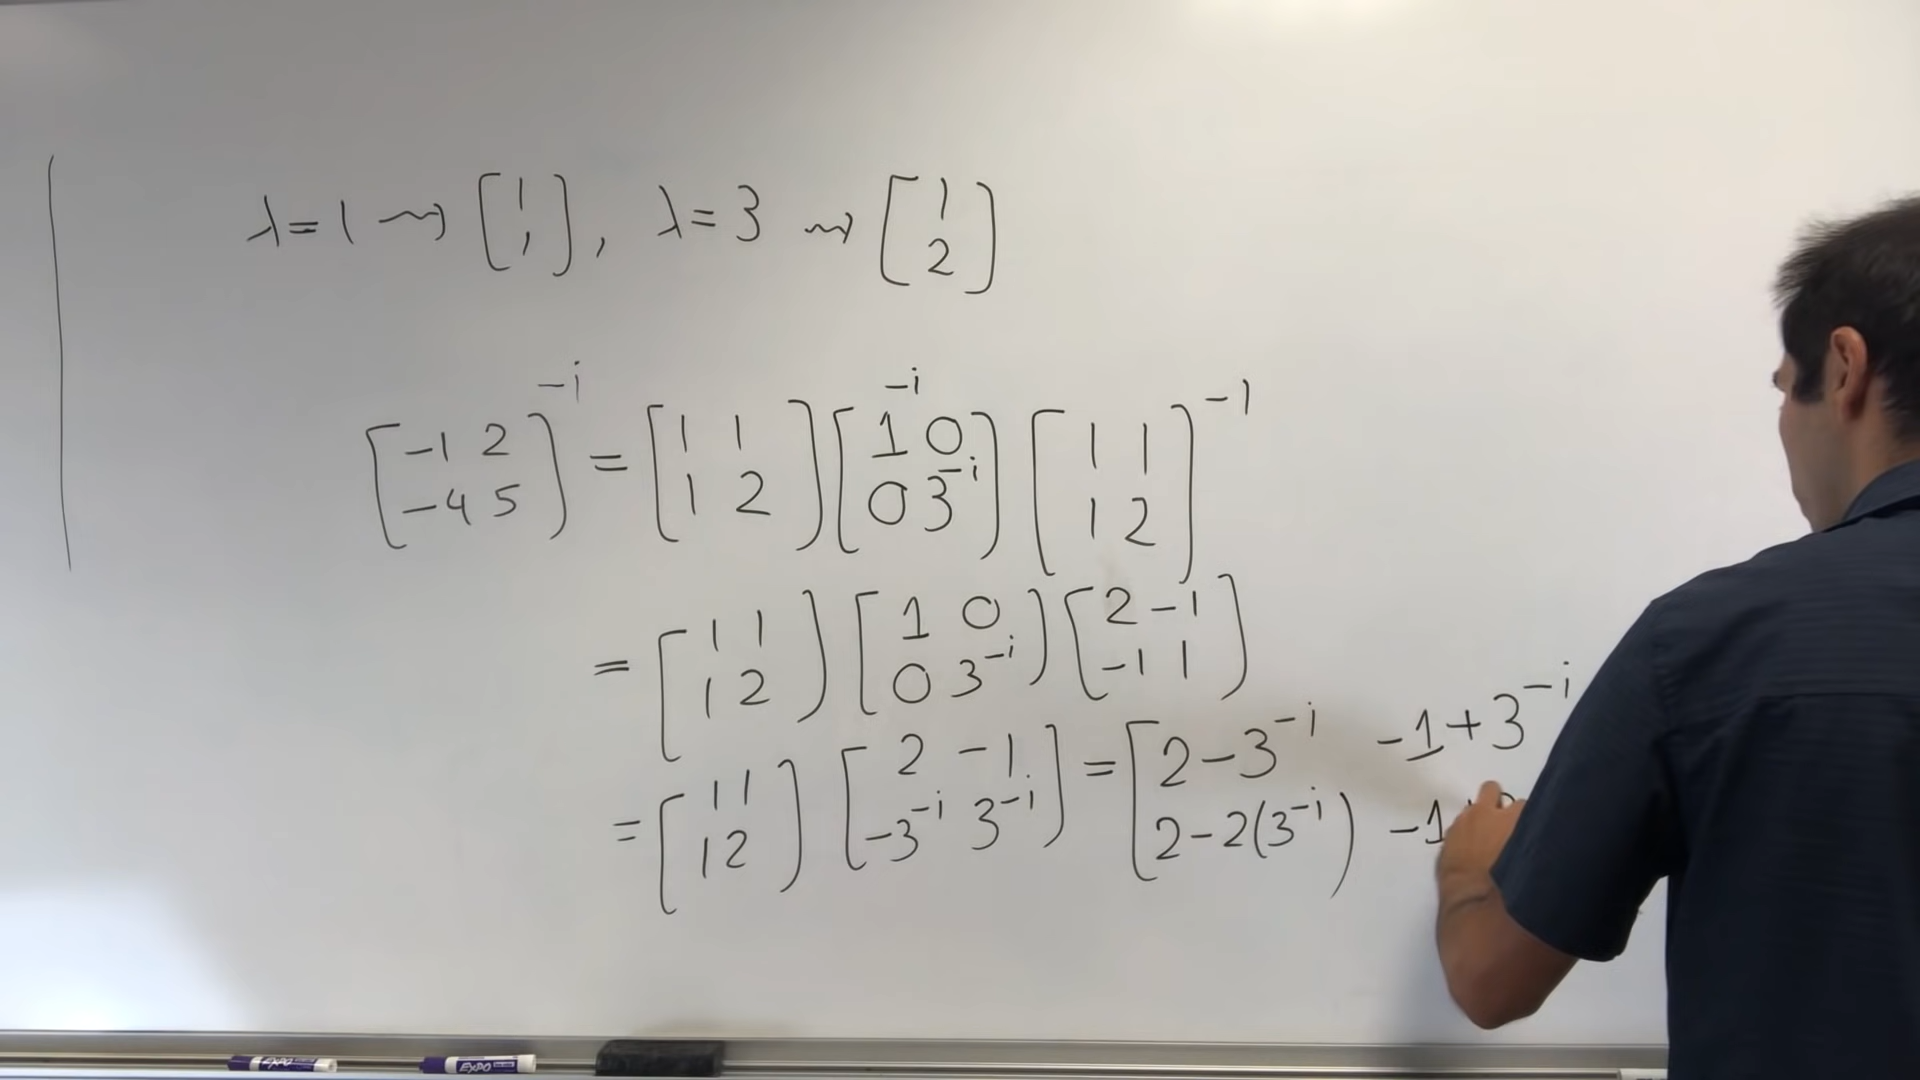 λ=1 ⇝ [1 1], λ=3 ⇝ [1 2]
[-1 2 -4 5]^-i = [1 1 1 2] [1^-i 0 0 3^-i] [1 1 1 2]^-1
= [1 1 1 2] [1 0 0 3^-i] [2 -1 -1 1]
= [1 1 1 2] [2 -1 -3^-i 3^-i] = [2-3^-i -1+3^-i 2-2(3^-i) -1
EXPO
EXPO